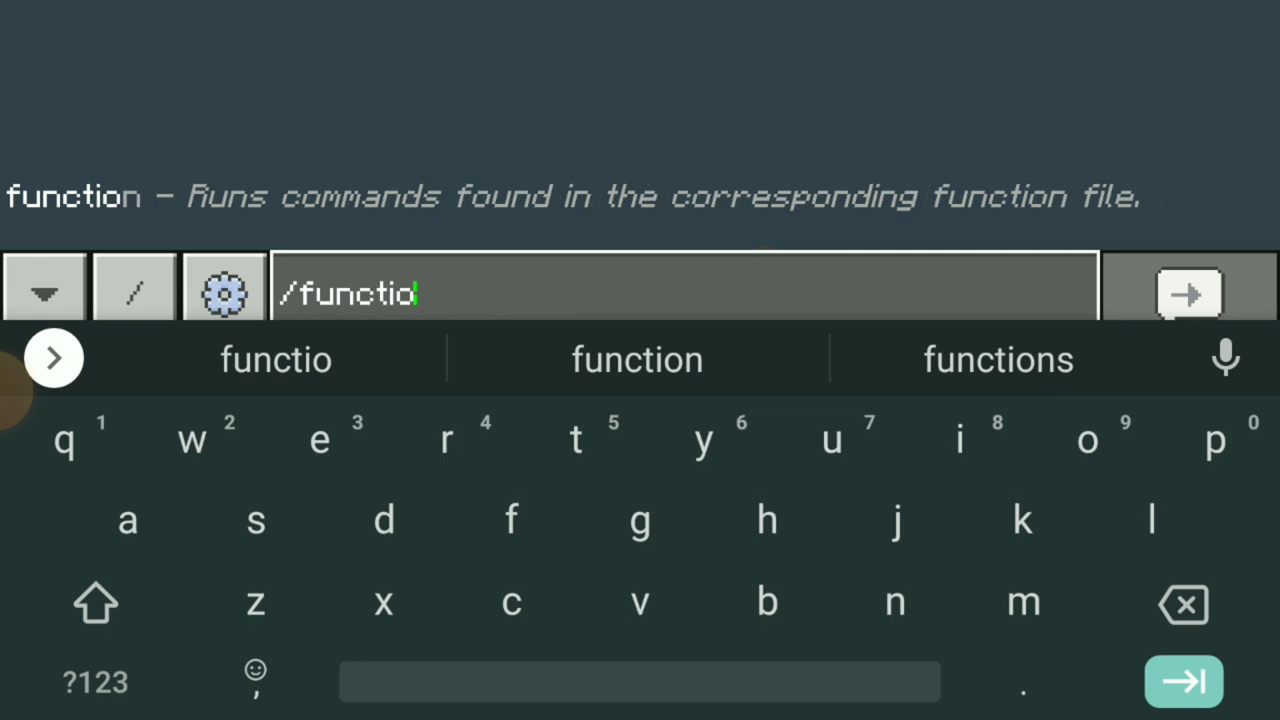 function - Runs commands found in the corresponding function file.
/ /functio
functio function functions
q 1 w 2 e 3 r 4 t 5 y 6 u 7 i 8 o 9 p 0
a s d f g h j k l
z x c v b n m
?123 , .